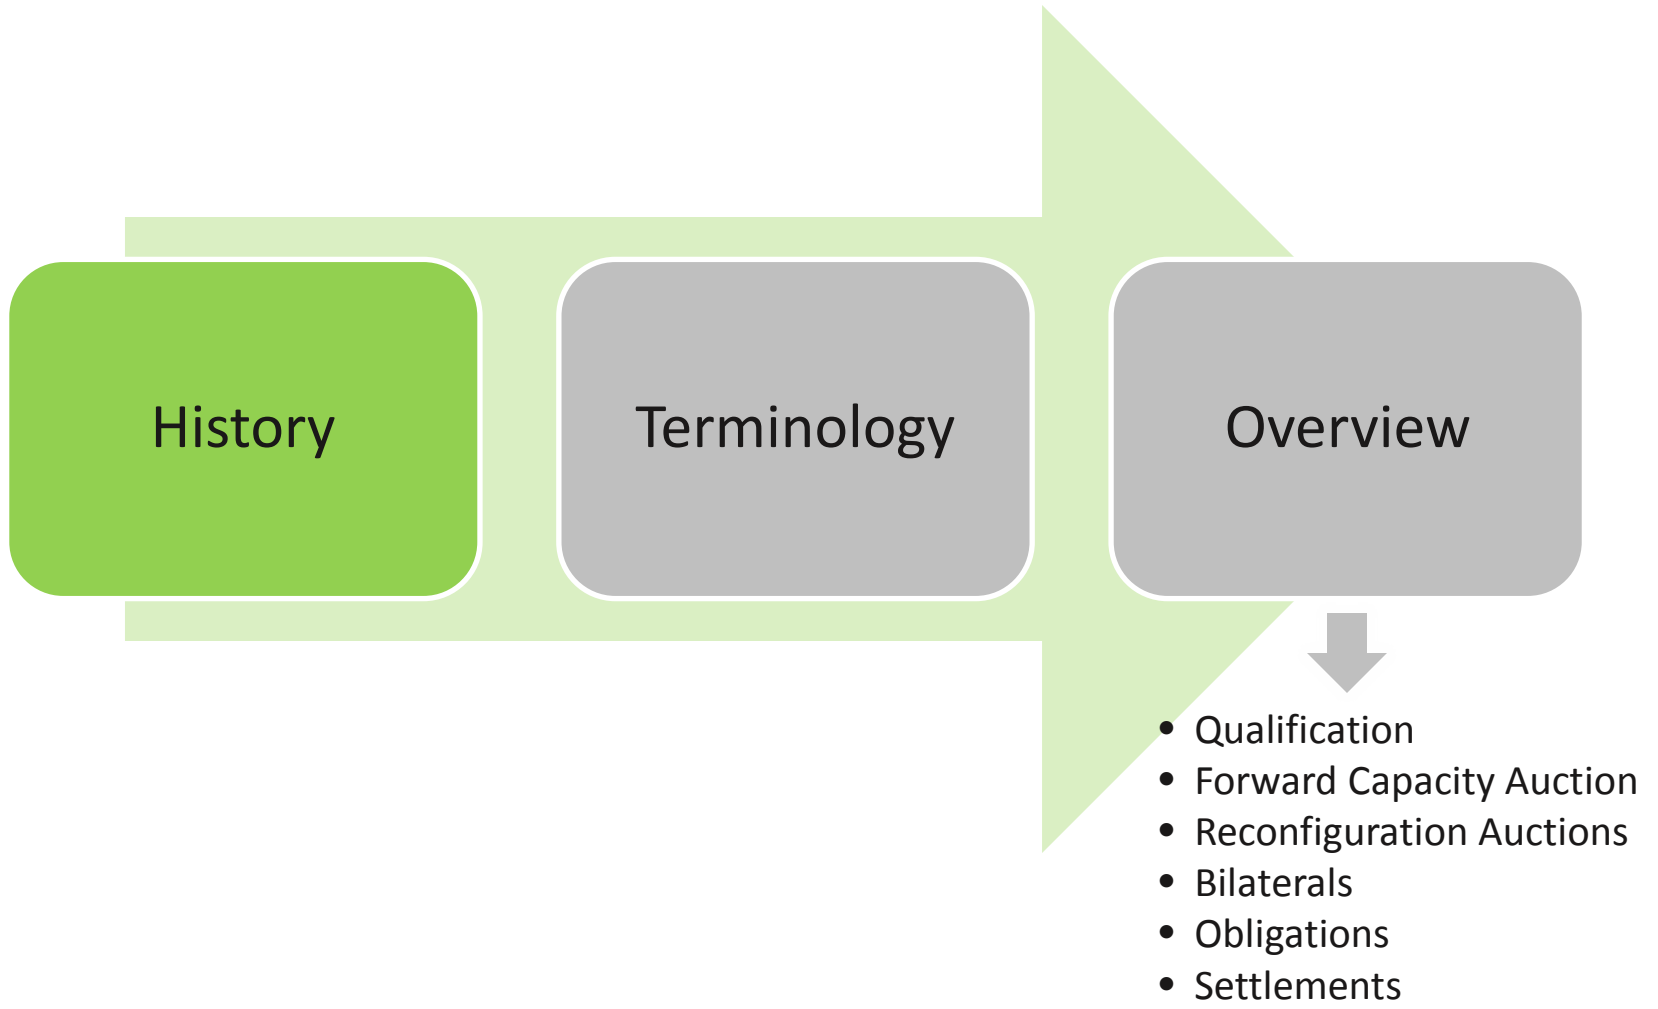 History
Terminology
Overview
• Qualification
• Forward Capacity Auction
• Reconfiguration Auctions
• Bilaterals
• Obligations
• Settlements